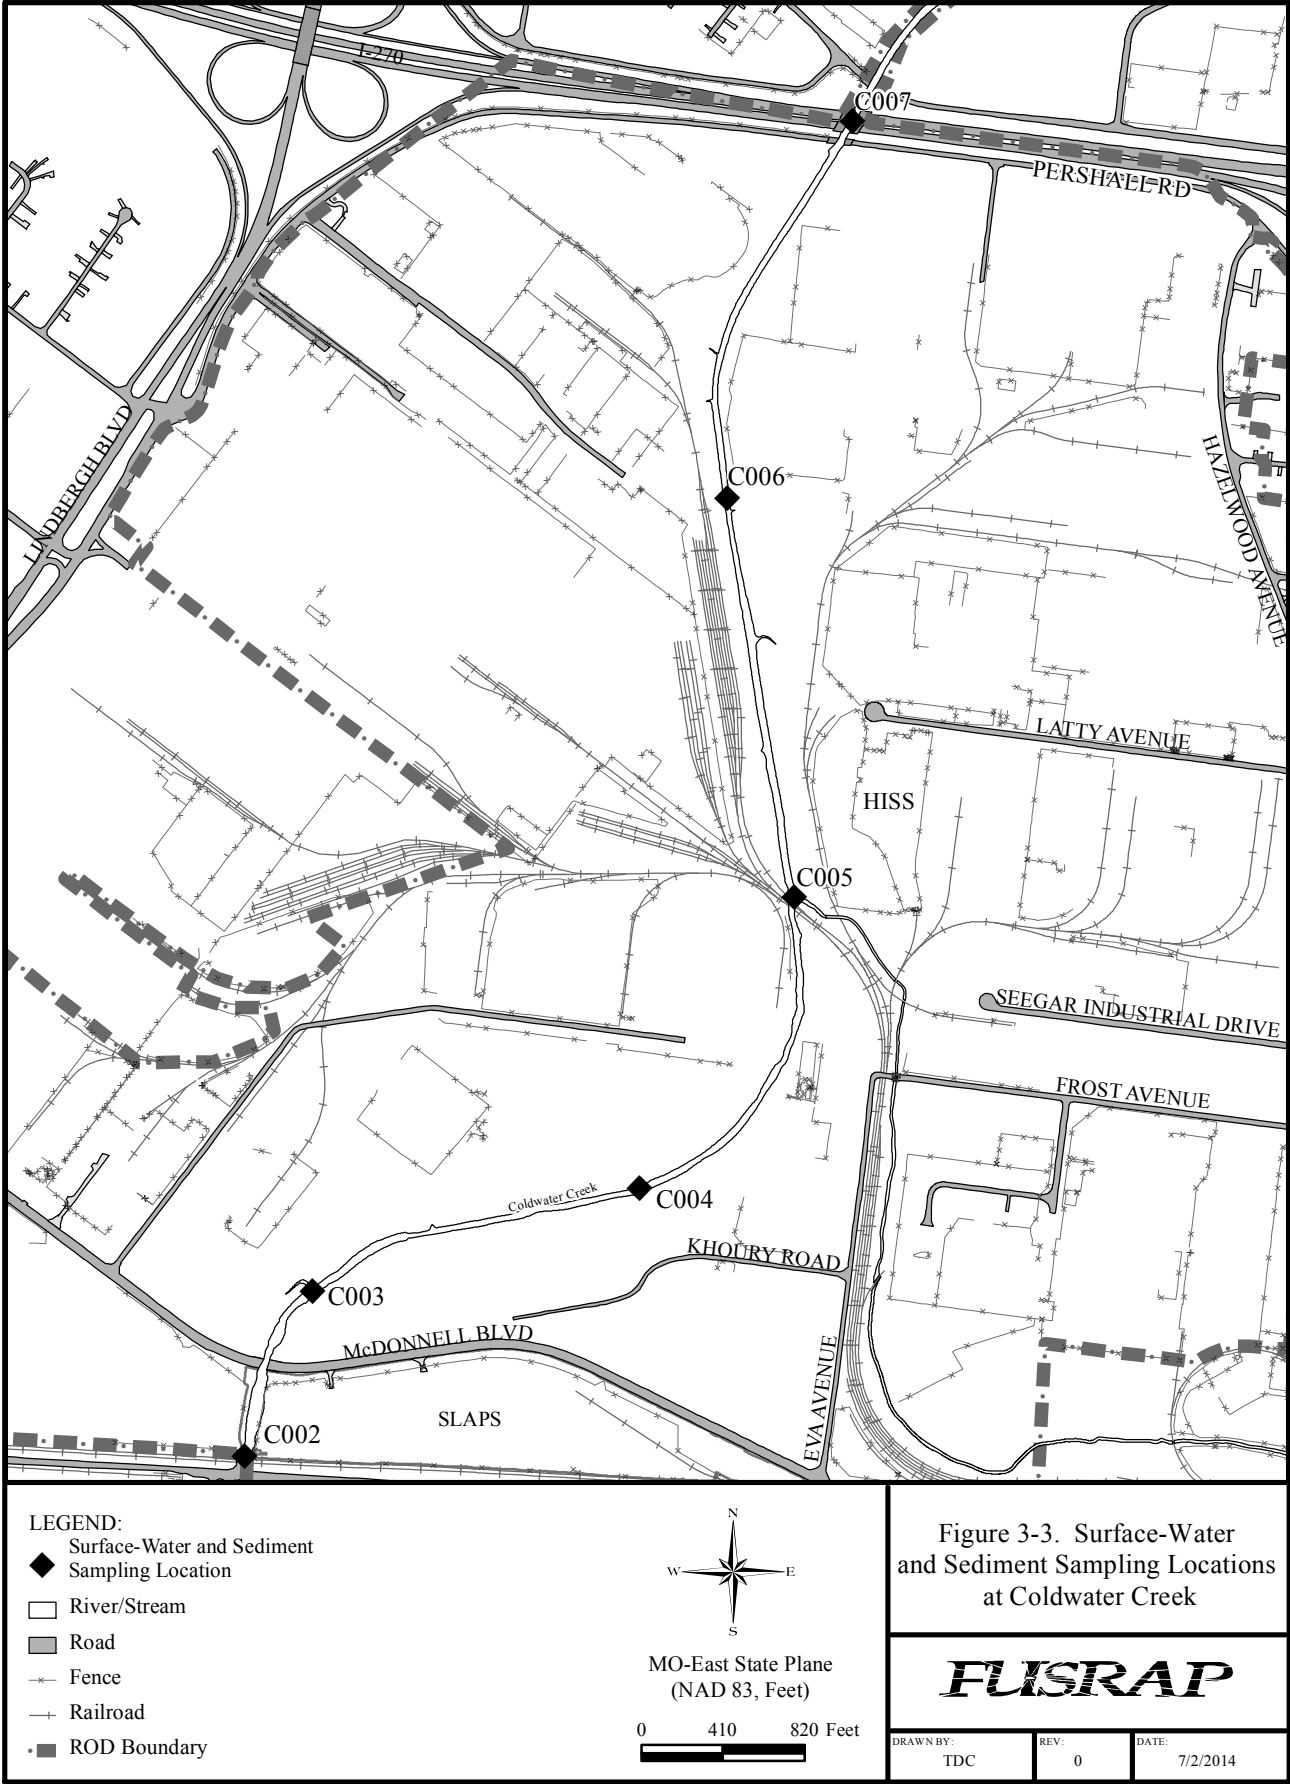 I-270
C007
PERSHALL RD
LINDBERGH BLVD
HAZELWOOD AVENUE
C006
LATTY AVENUE
HISS
C005
SEEGAR INDUSTRIAL DRIVE
FROST AVENUE
Coldwater Creek
C004
KHOURY ROAD
C003
McDONNELL BLVD
EVA AVENUE
SLAPS
C002
LEGEND:
Surface-Water and Sediment
Sampling Location
River/Stream
Road
Fence
Railroad
ROD Boundary
N
W
E
S
MO-East State Plane
(NAD 83, Feet)
0 410 820 Feet
Figure 3-3. Surface-Water
and Sediment Sampling Locations
at Coldwater Creek
FUSRAP
DRAWN BY: REV: DATE:
TDC 0 7/2/2014